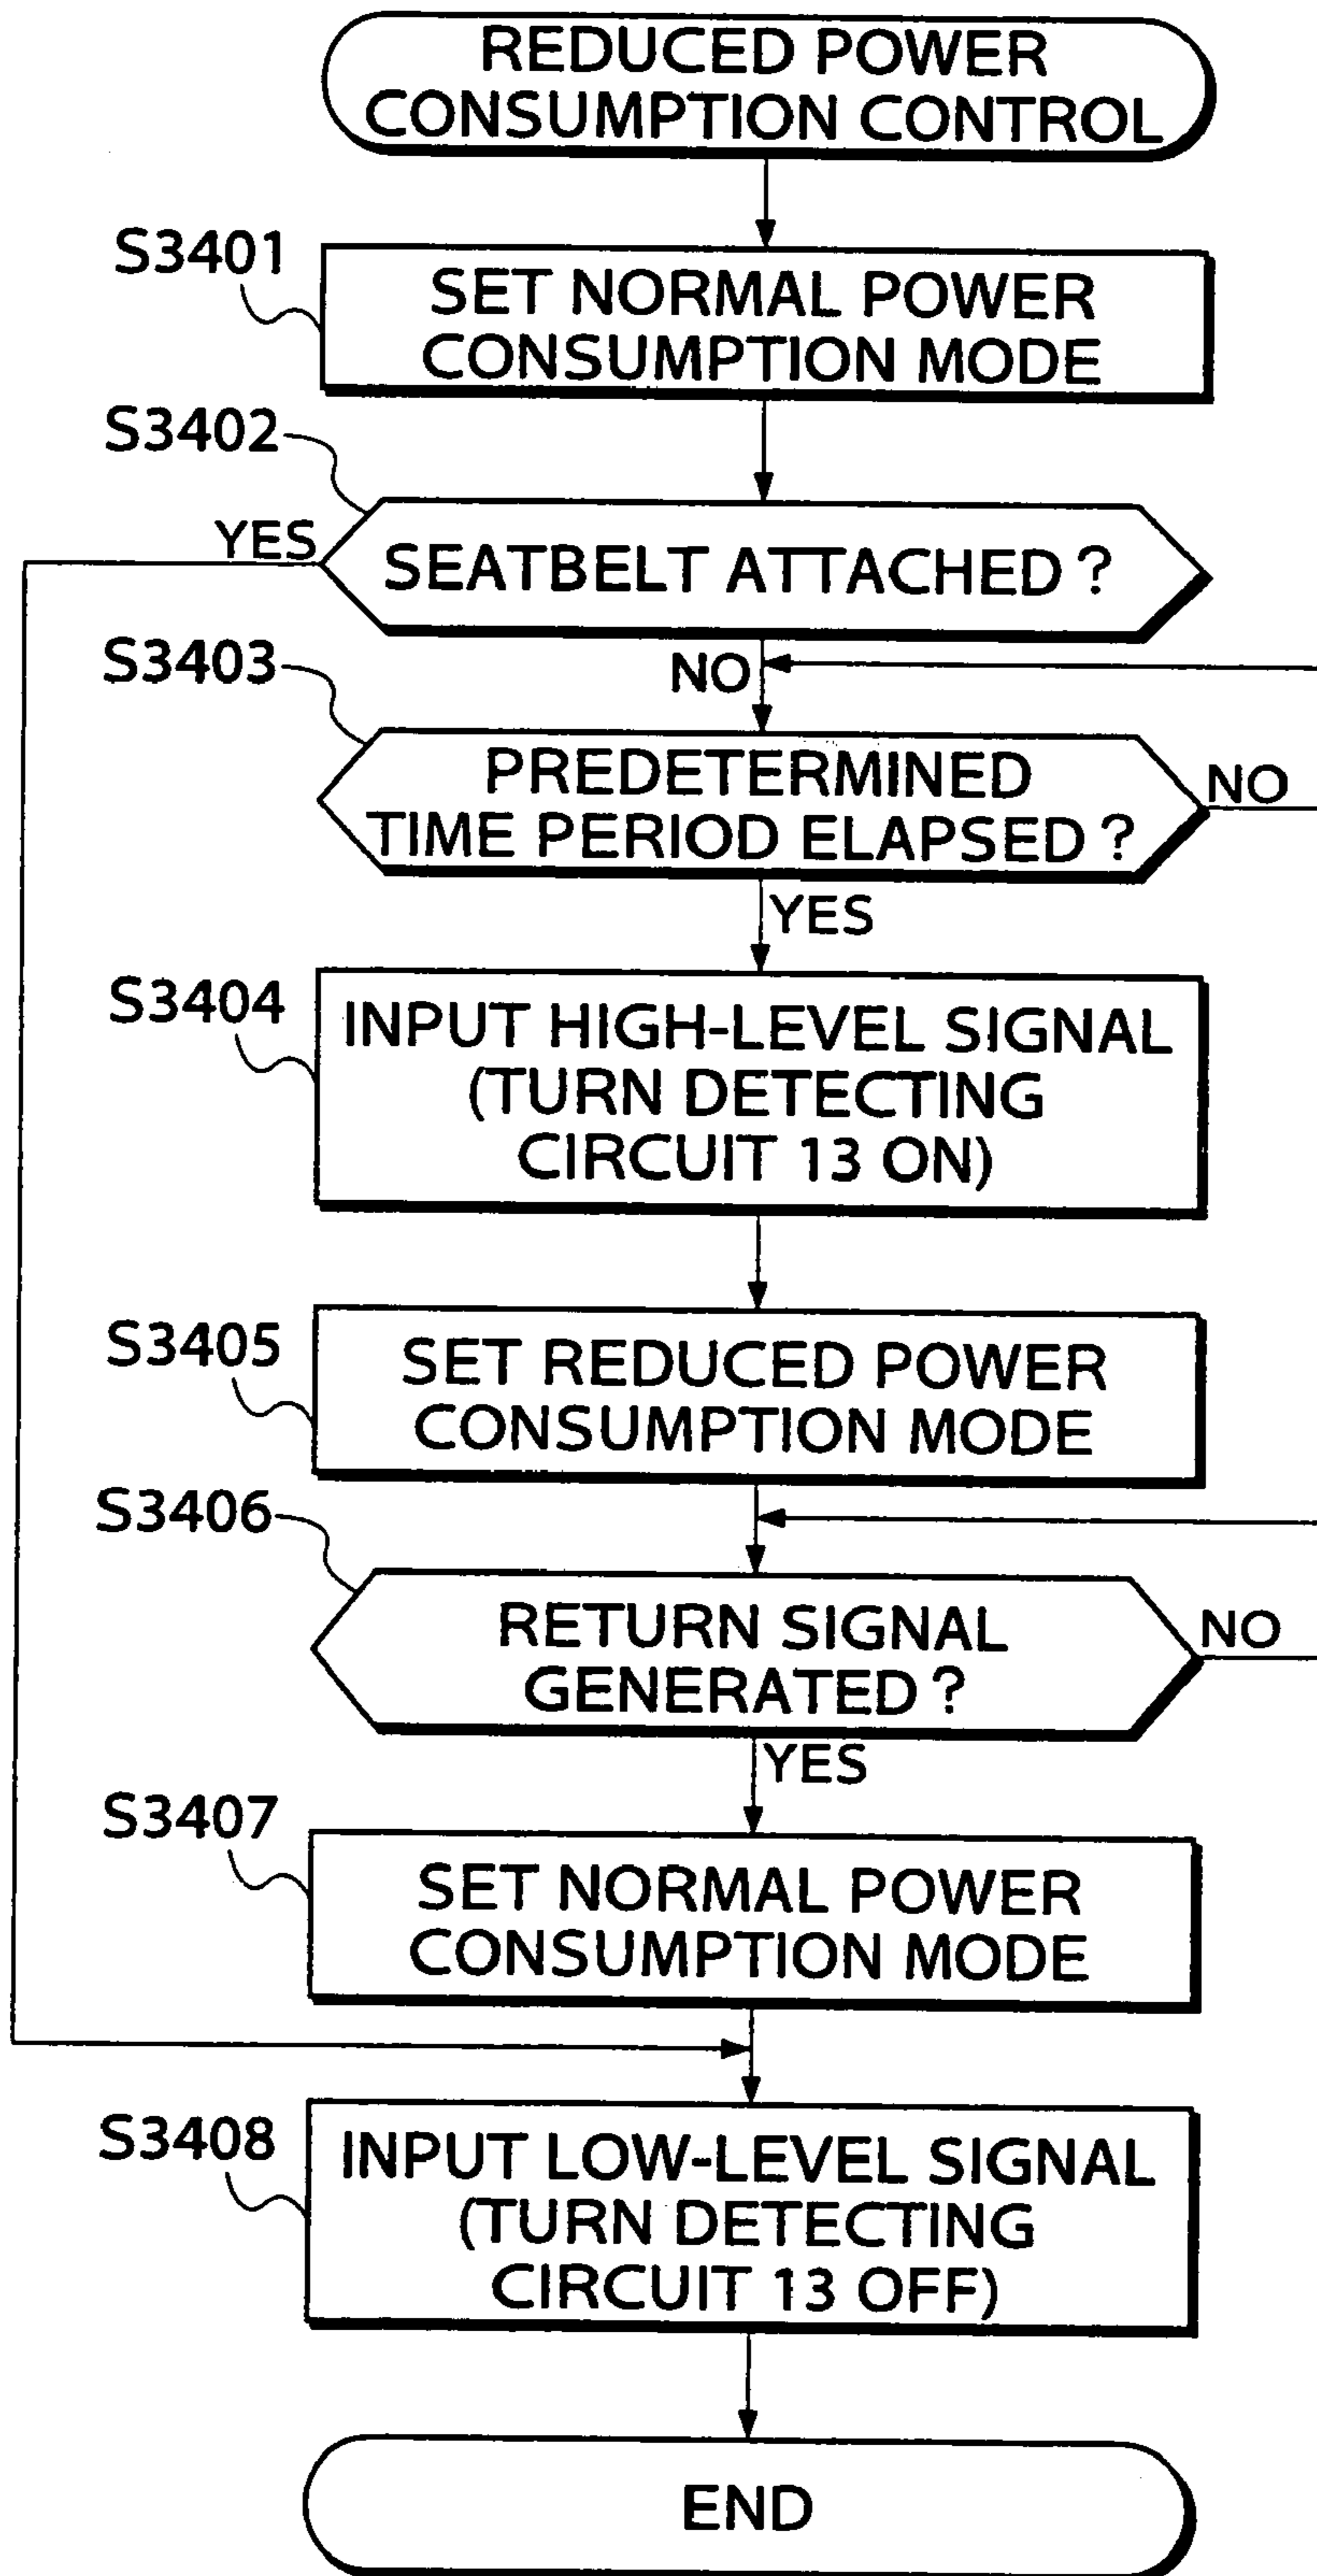 REDUCED POWER
CONSUMPTION CONTROL
S3401
SET NORMAL POWER
CONSUMPTION MODE
S3402
YES
SEATBELT ATTACHED ?
S3403
NO
PREDETERMINED
TIME PERIOD ELAPSED ?
NO
YES
S3404
INPUT HIGH-LEVEL SIGNAL
(TURN DETECTING
CIRCUIT 13 ON)
S3405
SET REDUCED POWER
CONSUMPTION MODE
S3406
RETURN SIGNAL
GENERATED ?
NO
YES
S3407
SET NORMAL POWER
CONSUMPTION MODE
S3408
INPUT LOW-LEVEL SIGNAL
(TURN DETECTING
CIRCUIT 13 OFF)
END